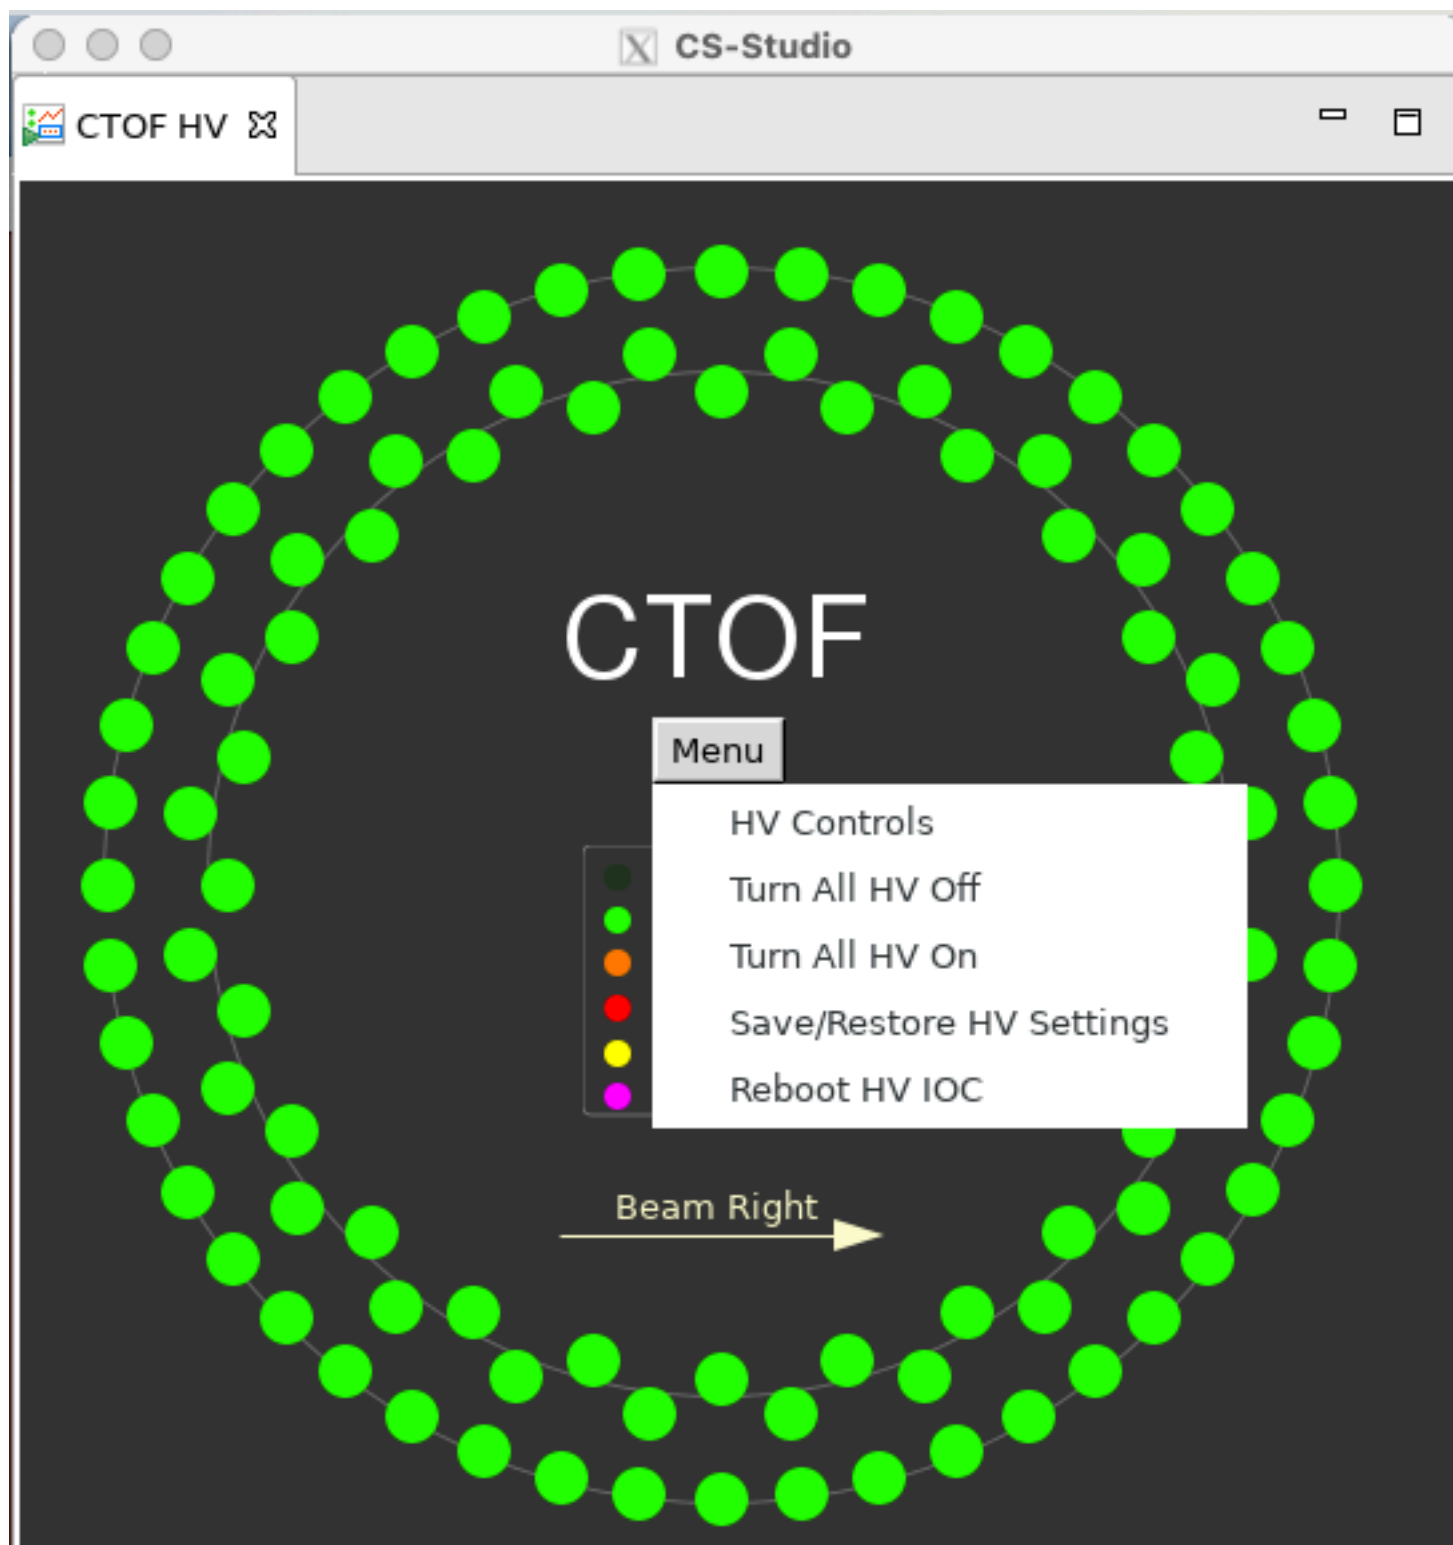 CS-Studio
CTOF HV
CTOF
Menu
HV Controls
Turn All HV Off
Turn All HV On
Save/Restore HV Settings
Reboot HV IOC
Beam Right